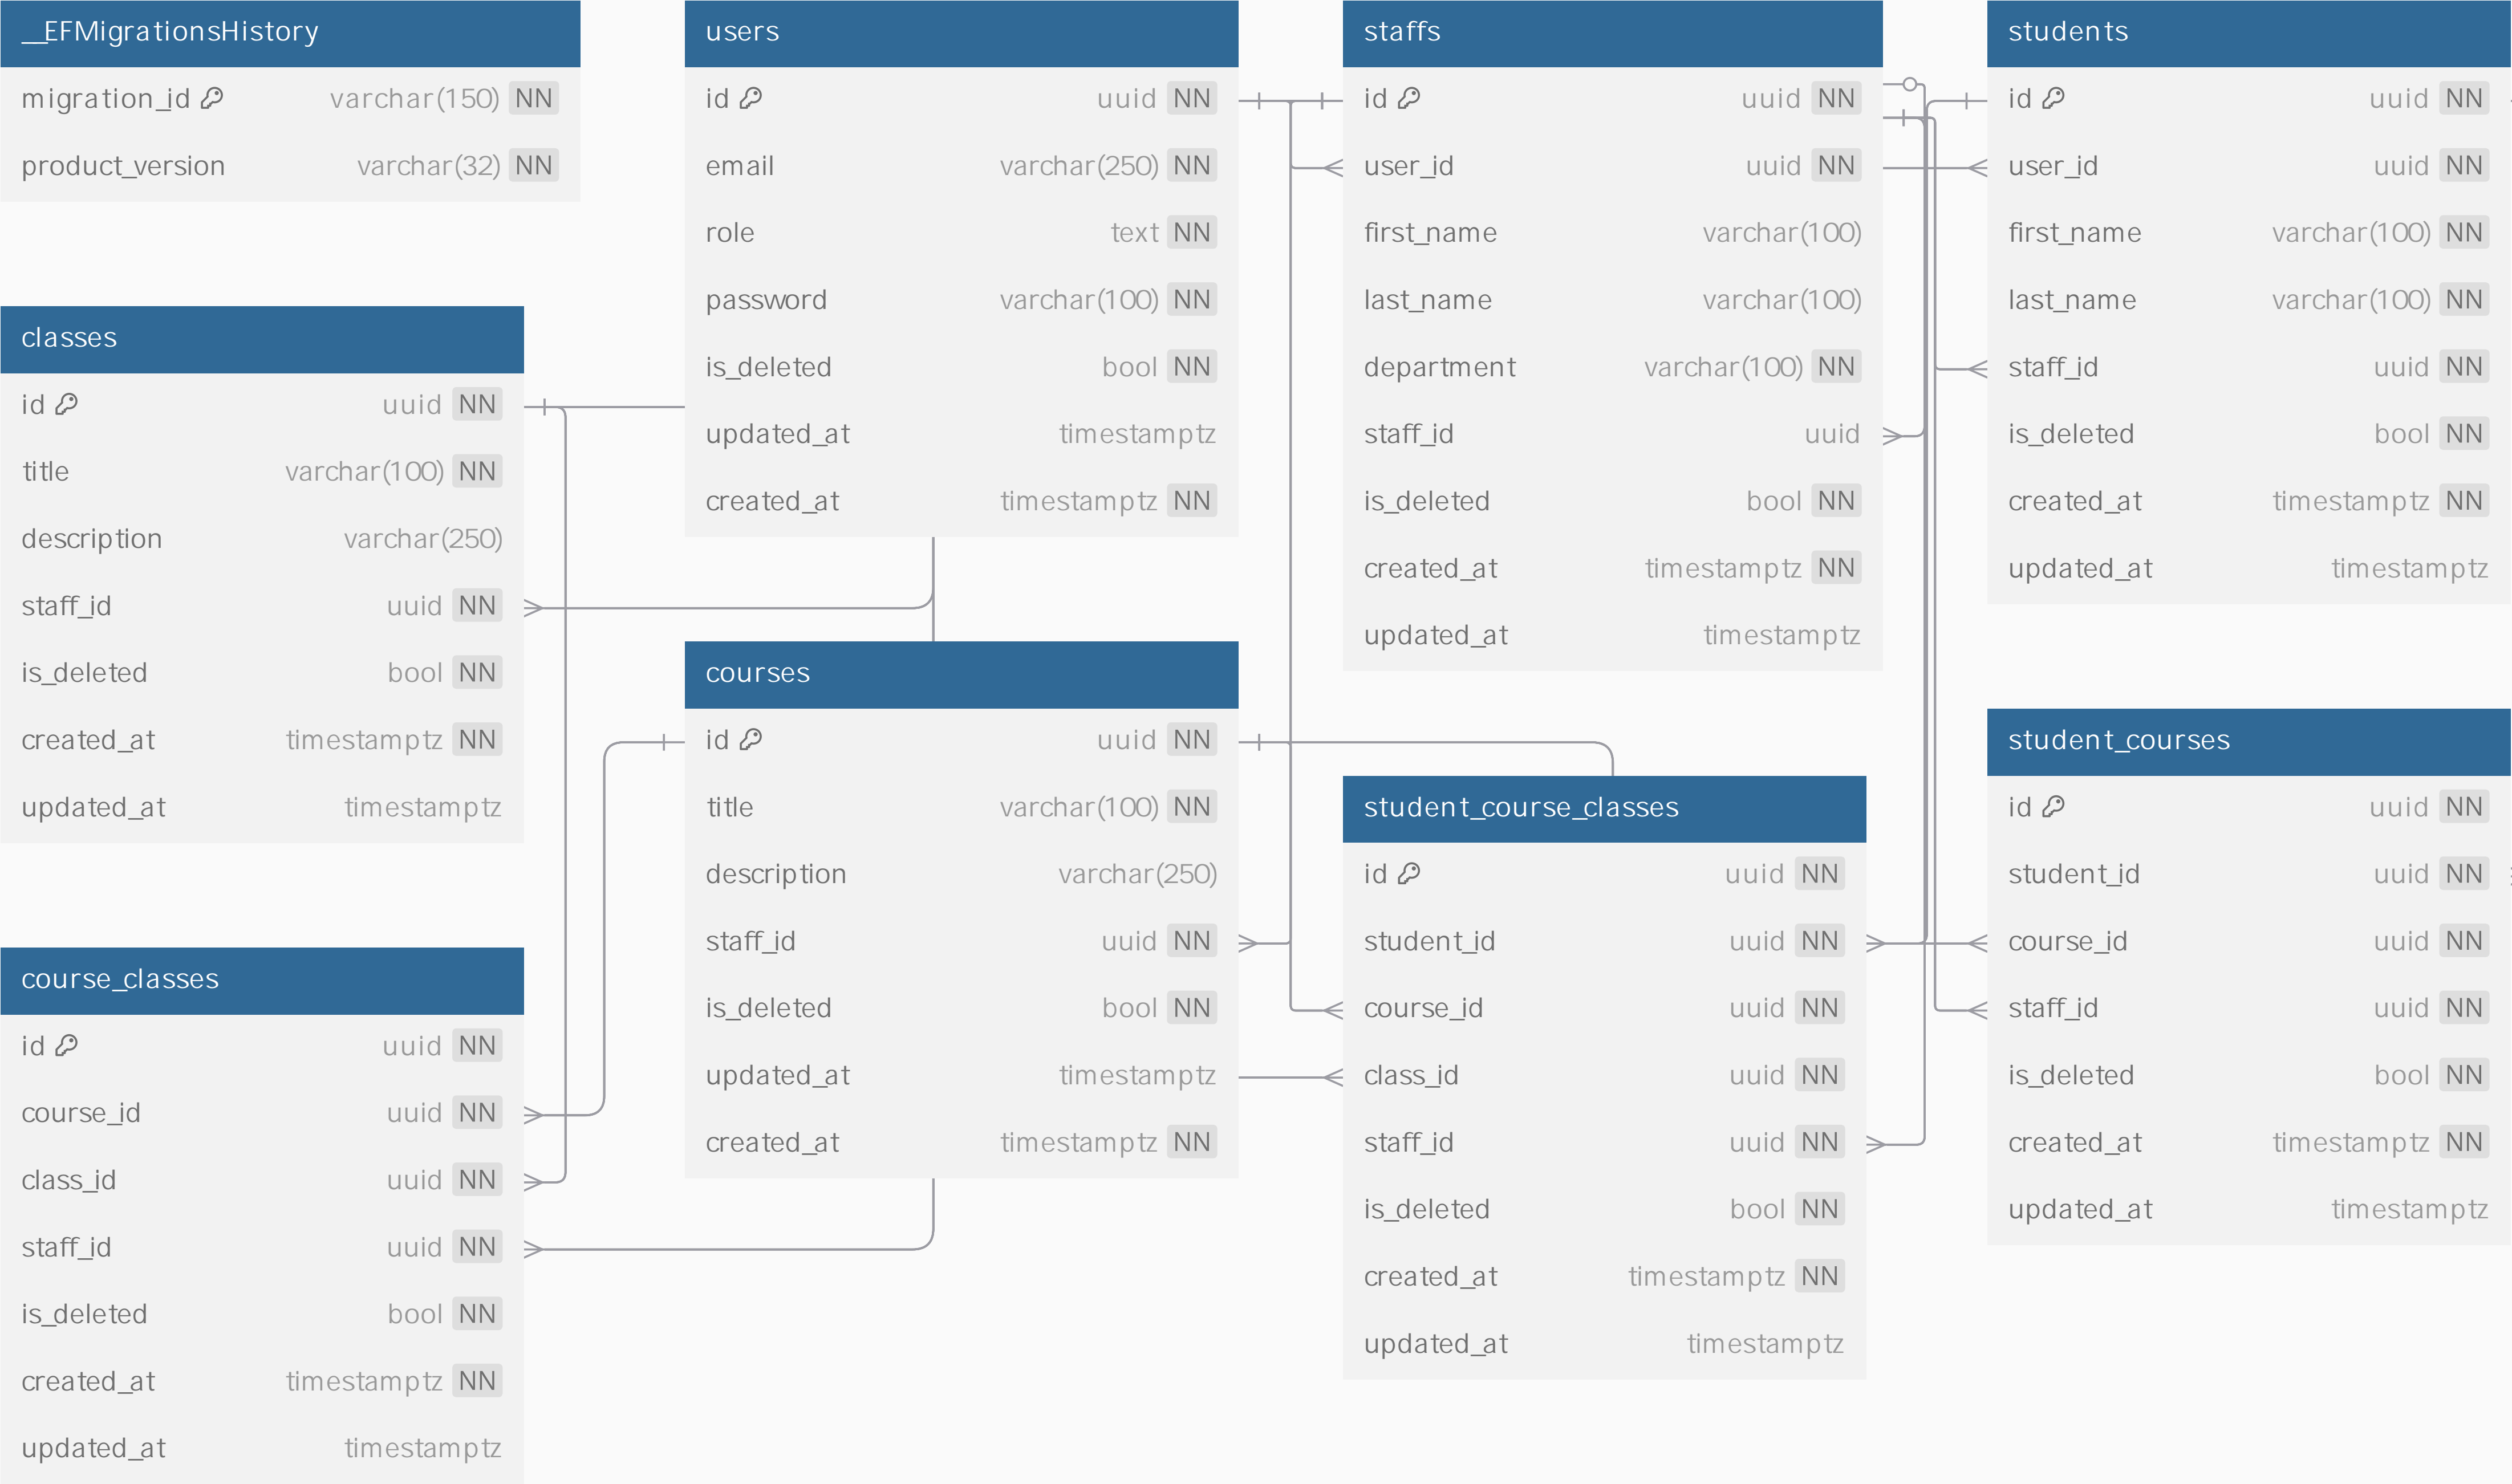 __EFMigrationsHistory
migration_id uuid varchar(150) NN
product_version varchar(32) NN
users
id uuid NN
email varchar(250) NN
role text NN
password varchar(100) NN
is_deleted bool NN
updated_at timestamptz
created_at timestamptz NN
staffs
id uuid NN
user_id uuid NN
first_name varchar(100)
last_name varchar(100)
department varchar(100) NN
staff_id uuid
is_deleted bool NN
created_at timestamptz NN
updated_at timestamptz
students
id uuid NN
user_id uuid NN
first_name varchar(100) NN
last_name varchar(100) NN
staff_id uuid NN
is_deleted bool NN
created_at timestamptz NN
updated_at timestamptz
classes
id uuid NN
title varchar(100) NN
description varchar(250)
staff_id uuid NN
is_deleted bool NN
created_at timestamptz NN
updated_at timestamptz
courses
id uuid NN
title varchar(100) NN
description varchar(250)
staff_id uuid NN
is_deleted bool NN
updated_at timestamptz
created_at timestamptz NN
student_course_classes
id uuid NN
student_id uuid NN
course_id uuid NN
class_id uuid NN
staff_id uuid NN
is_deleted bool NN
created_at timestamptz NN
updated_at timestamptz
student_courses
id uuid NN
student_id uuid NN
course_id uuid NN
staff_id uuid NN
is_deleted bool NN
created_at timestamptz NN
updated_at timestamptz
course_classes
id uuid NN
course_id uuid NN
class_id uuid NN
staff_id uuid NN
is_deleted bool NN
created_at timestamptz NN
updated_at timestamptz